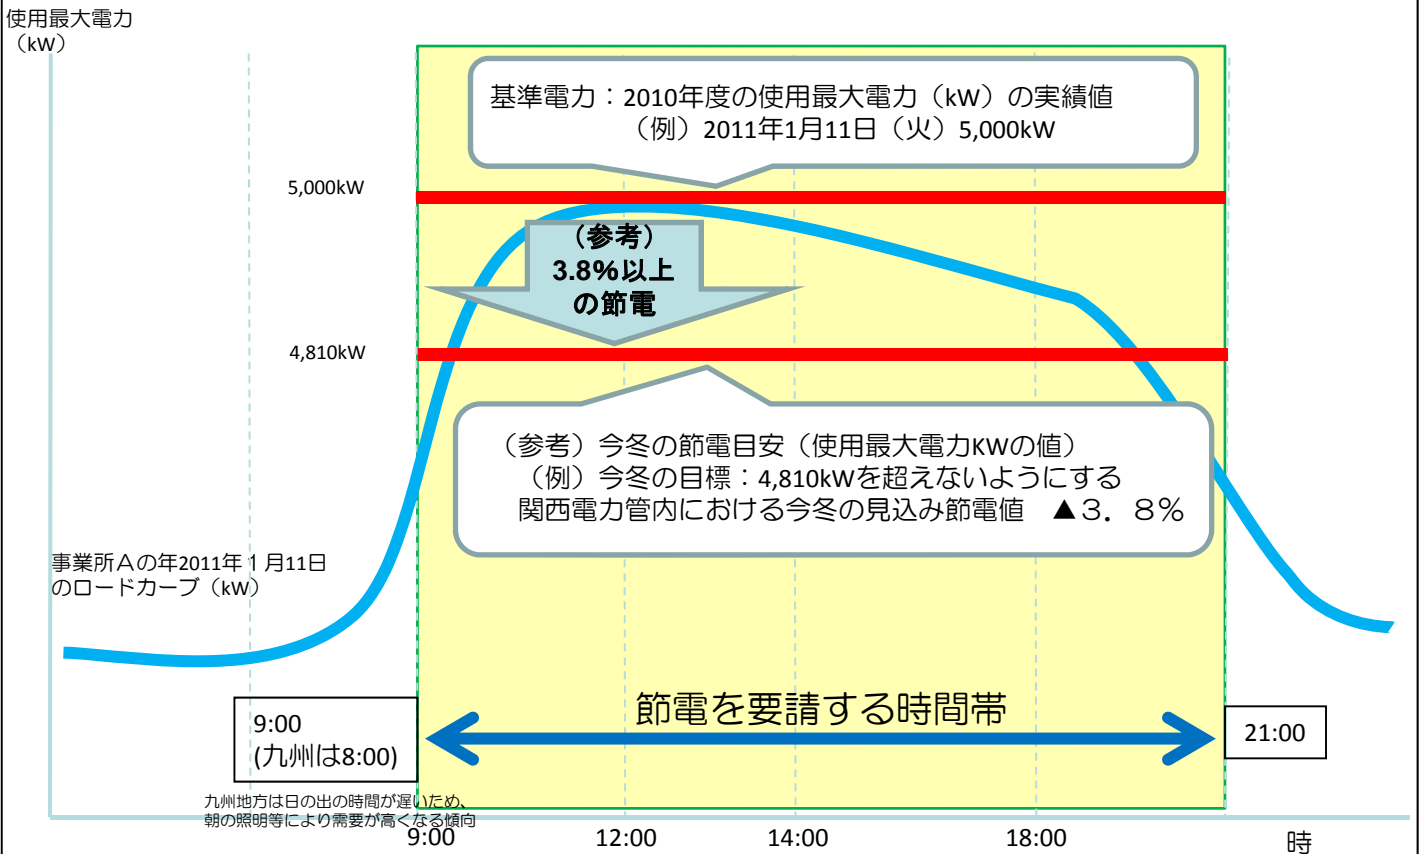 使用最大電力
（kW）
基準電力：2010年度の使用最大電力（kW）の実績値
（例）2011年1月11日（火）5,000kW
5,000kW
（参考）
3.8%以上
の節電
4,810kW
（参考）今冬の節電目安（使用最大電力KWの値）
（例）今冬の目標：4,810kWを超えないようにする
関西電力管内における今冬の見込み節電値　▲３．８％
事業所Ａの年2011年１月11日
のロードカーブ（kW）
節電を要請する時間帯
9:00
(九州は8:00)
21:00
九州地方は日の出の時間が遅いため、
朝の照明等により需要が高くなる傾向
9:00
12:00
14:00
18:00
時